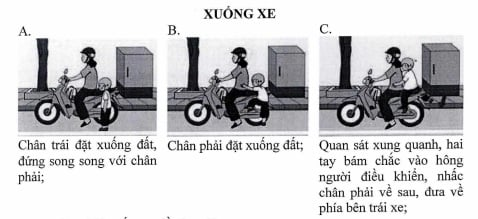 XUỐNG XE
A.
B.
C.
Chân trái đặt xuống đất,
đứng song song với chân
phải;
Chân phải đặt xuống đất;
Quan sát xung quanh, hai
tay bám chắc vào hông
người điều khiển, nhấc
chân phải về sau, đưa về
phía bên trái xe;